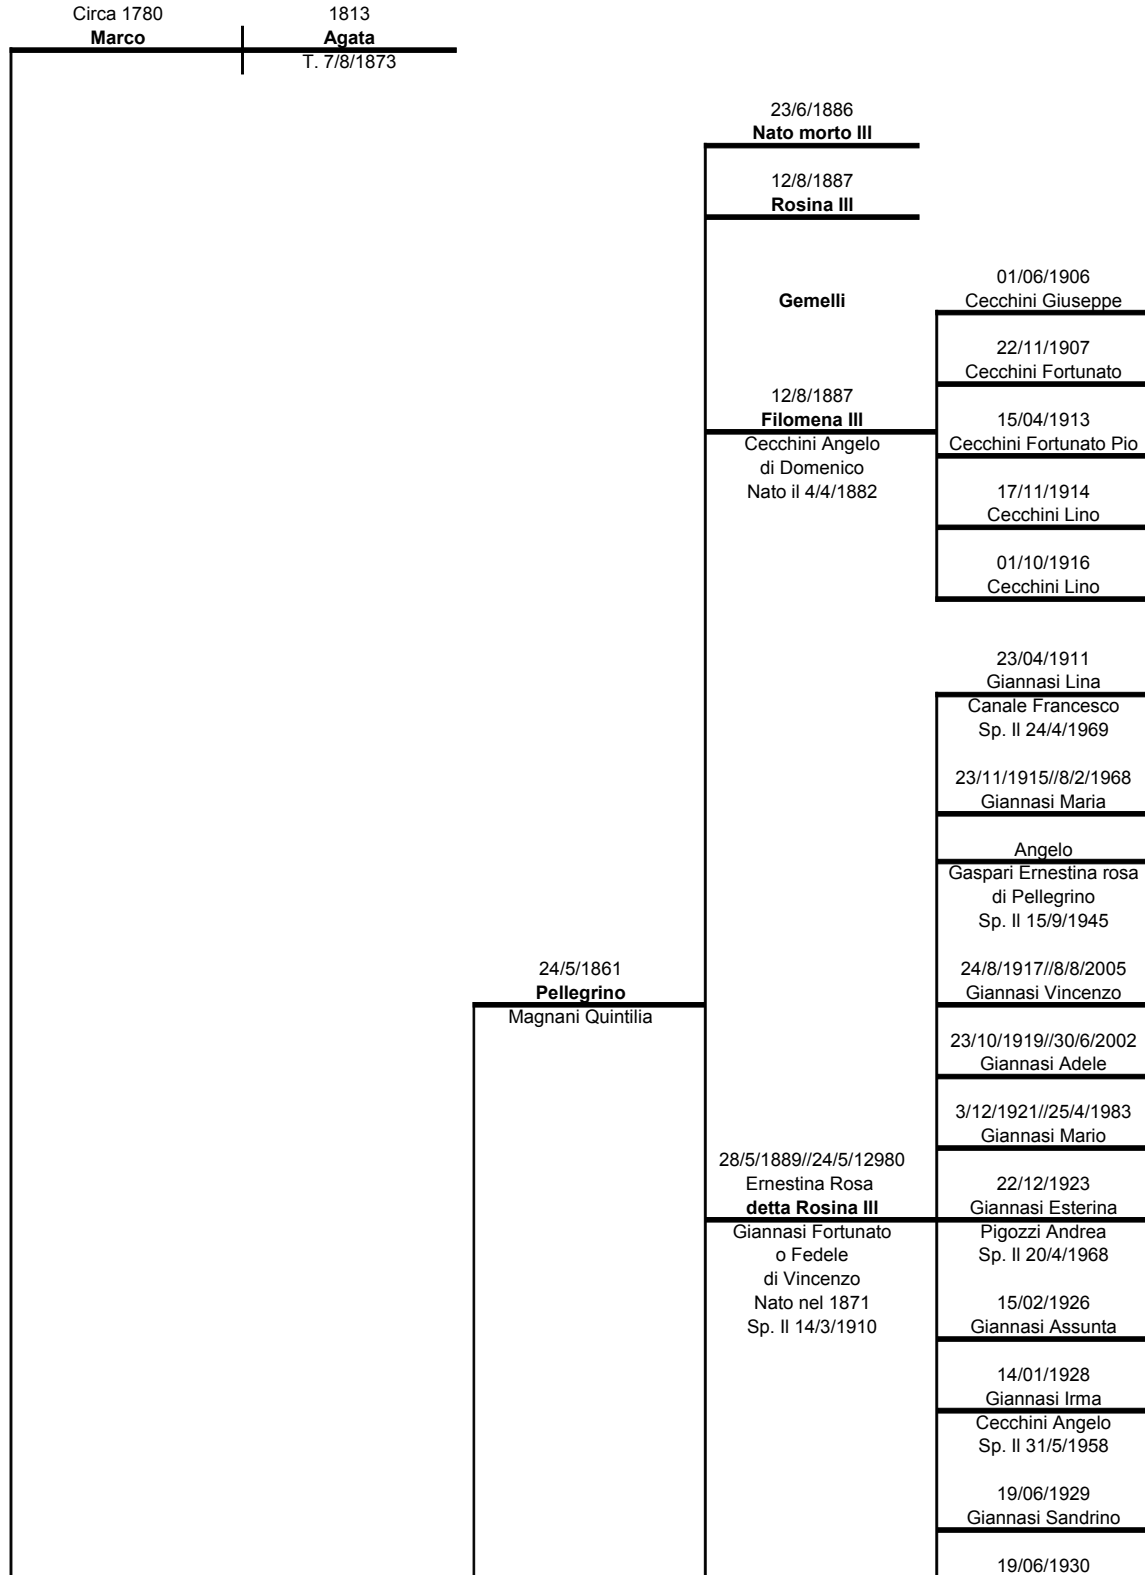 Circa 1780
Marco
1813
Agata
T. 7/8/1873
23/6/1886
Nato morto III
12/8/1887
Rosina III
Gemelli
01/06/1906
Cecchini Giuseppe
22/11/1907
Cecchini Fortunato
12/8/1887
Filomena III
Cecchini Angelo
di Domenico
Nato il 4/4/1882
15/04/1913
Cecchini Fortunato Pio
17/11/1914
Cecchini Lino
01/10/1916
Cecchini Lino
23/04/1911
Giannasi Lina
Canale Francesco
Sp. Il 24/4/1969
23/11/1915//8/2/1968
Giannasi Maria
Angelo
Gaspari Ernestina rosa
di Pellegrino
Sp. Il 15/9/1945
24/5/1861
Pellegrino
Magnani Quintilia
24/8/1917//8/8/2005
Giannasi Vincenzo
23/10/1919//30/6/2002
Giannasi Adele
3/12/1921//25/4/1983
Giannasi Mario
28/5/1889//24/5/12980
Ernestina Rosa
detta Rosina III
Giannasi Fortunato
o Fedele
di Vincenzo
Nato nel 1871
Sp. Il 14/3/1910
22/12/1923
Giannasi Esterina
Pigozzi Andrea
Sp. Il 20/4/1968
15/02/1926
Giannasi Assunta
14/01/1928
Giannasi Irma
Cecchini Angelo
Sp. Il 31/5/1958
19/06/1929
Giannasi Sandrino
19/06/1930